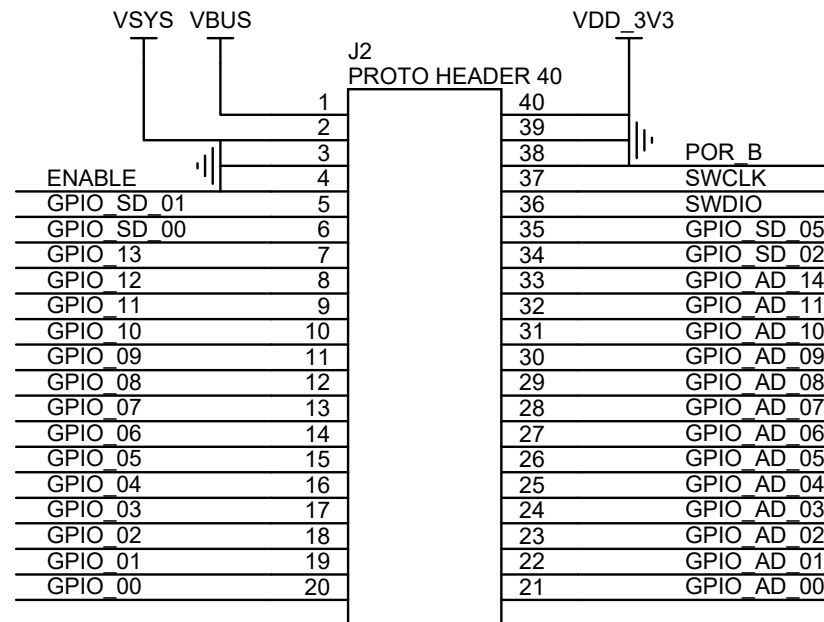 VSYS VBUS VDD_3V3
J2
PROTO HEADER 40
1 40
2 39
3 38 POR_B
ENABLE 4 37 SWCLK
GPIO_SD_01 5 36 SWDIO
GPIO_SD_00 6 35 GPIO_SD_05
GPIO_13 7 34 GPIO_SD_02
GPIO_12 8 33 GPIO_AD_14
GPIO_11 9 32 GPIO_AD_11
GPIO_10 10 31 GPIO_AD_10
GPIO_09 11 30 GPIO_AD_09
GPIO_08 12 29 GPIO_AD_08
GPIO_07 13 28 GPIO_AD_07
GPIO_06 14 27 GPIO_AD_06
GPIO_05 15 26 GPIO_AD_05
GPIO_04 16 25 GPIO_AD_04
GPIO_03 17 24 GPIO_AD_03
GPIO_02 18 23 GPIO_AD_02
GPIO_01 19 22 GPIO_AD_01
GPIO_00 20 21 GPIO_AD_00